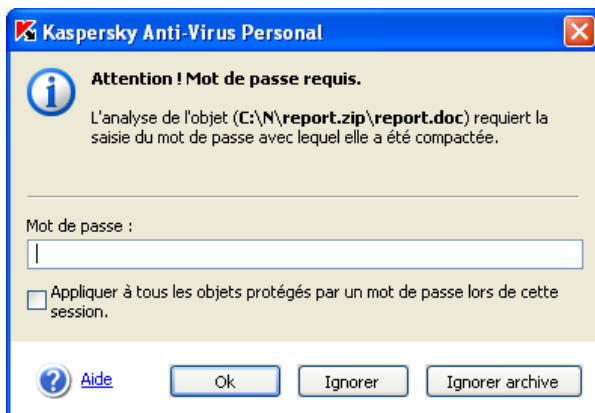 Kaspersky Anti-Virus Personal
Attention ! Mot de passe requis.
L'analyse de l'objet (C:\N\report.zip\report.doc) requiert la
saisie du mot de passe avec lequel elle a été compactée.
Mot de passe :
Appliquer à tous les objets protégés par un mot de passe lors de cette
session.
Aide
Ok
Ignorer
Ignorer archive